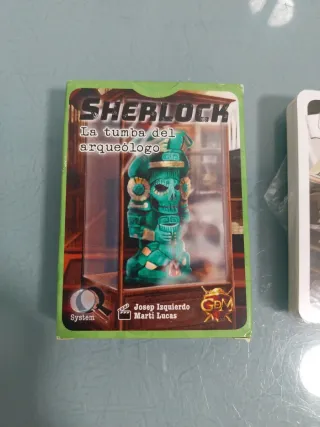 SHERLOCK
La tumba del
arqueólogo
Q
System
Josep Izquierdo
Martí Lucas
GDM